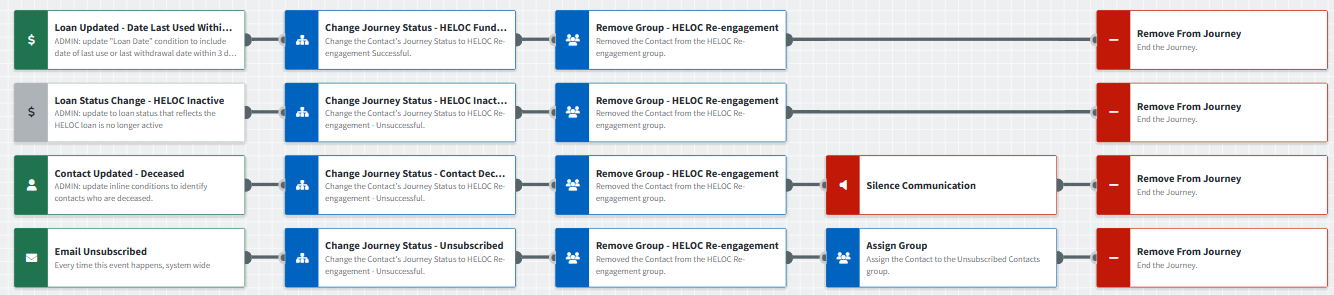 Loan Updated - Date Last Used Withi...
ADMIN: update "Loan Date" condition to include
date of last use or last withdrawal date within 3 d...
Change Journey Status - HELOC Fund...
Change the Contact's Journey Status to HELOC Re-
engagement Successful.
Remove Group - HELOC Re-engagement
Removed the Contact from the HELOC Re-
engagement group.
Remove From Journey
End the Journey.
Loan Status Change - HELOC Inactive
ADMIN: update to loan status that reflects the
HELOC loan is no longer active
Change Journey Status - HELOC Inact...
Change the Contact's Journey Status to HELOC Re-
engagement - Unsuccessful.
Remove Group - HELOC Re-engagement
Removed the Contact from the HELOC Re-
engagement group.
Remove From Journey
End the Journey.
Contact Updated - Deceased
ADMIN: update inline conditions to identify
contacts who are deceased.
Change Journey Status - Contact Dec...
Change the Contact's Journey Status to HELOC Re-
engagement - Unsuccessful.
Remove Group - HELOC Re-engagement
Removed the Contact from the HELOC Re-
engagement group.
Silence Communication
Remove From Journey
End the Journey.
Email Unsubscribed
Every time this event happens, system wide
Change Journey Status - Unsubscribed
Change the Contact's Journey Status to HELOC Re-
engagement - Unsuccessful.
Remove Group - HELOC Re-engagement
Removed the Contact from the HELOC Re-
engagement group.
Assign Group
Assign the Contact to the Unsubscribed Contacts
group.
Remove From Journey
End the Journey.